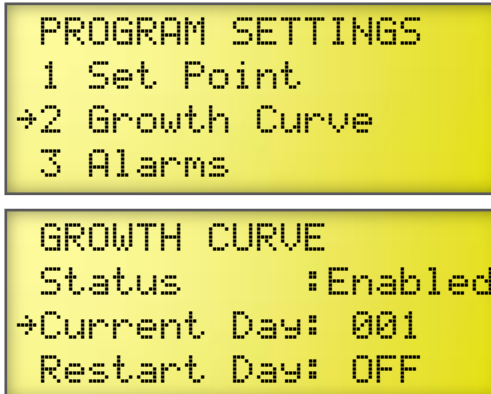 PROGRAM SETTINGS
1 Set Point
→2 Growth Curve
3 Alarms
GROWTH CURVE
Status :Enabled
→Current Day: 001
Restart Day: OFF